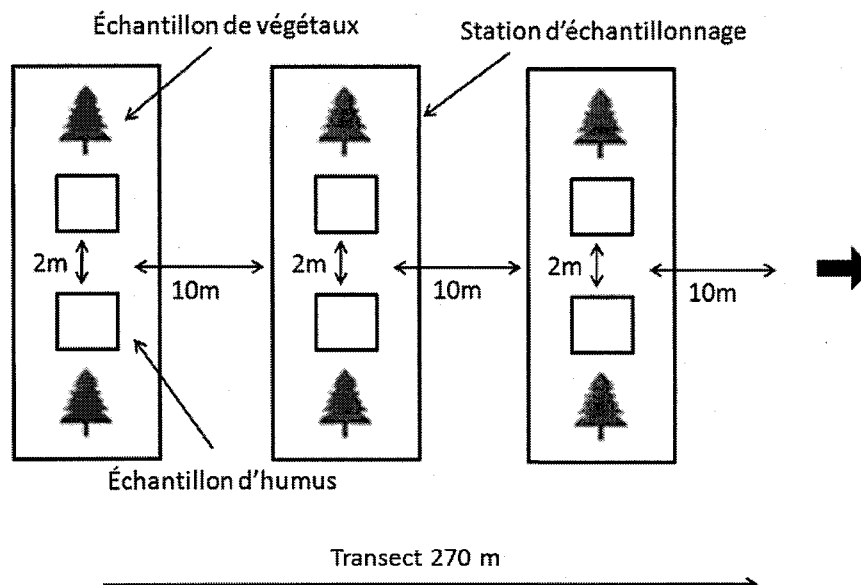 Échantillon de végétaux
Station d'échantillonnage
2m
10m
2m
10m
2m
10m
Échantillon d'humus
Transect 270 m